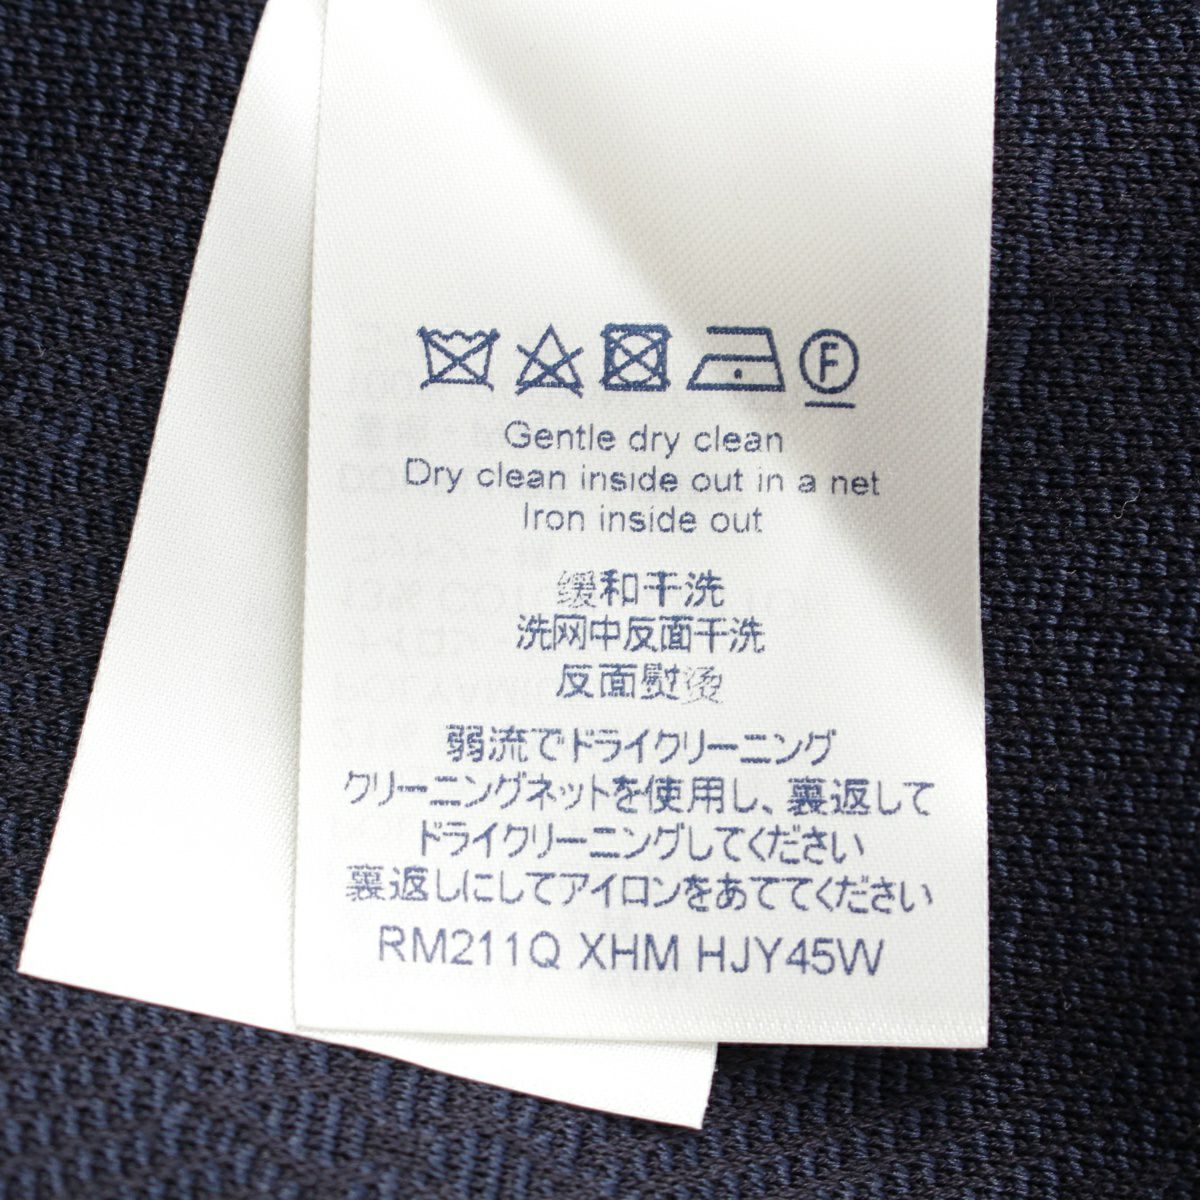 F
Gentle dry clean
Dry clean inside out in a net
Iron inside out
缓和干洗
洗网中反面干洗
反面熨烫
弱流でドライクリーニング
クリーニングネットを使用し、裏返して
ドライクリーニングしてください
裏返しにしてアイロンをあててください
RM211Q XHM HJY45W